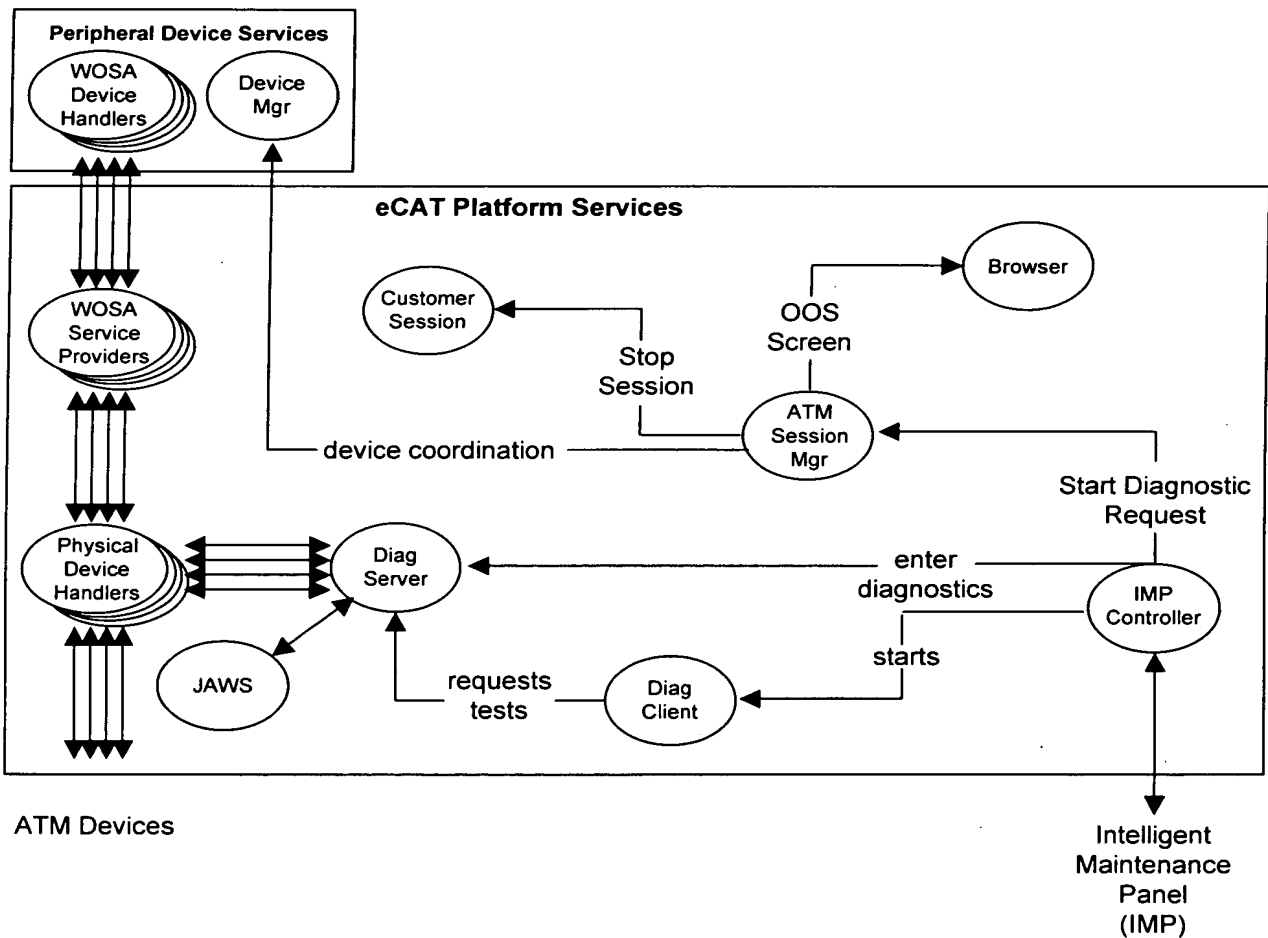 Peripheral Device Services
WOSA
Device
Handlers
Device
Mgr
eCAT Platform Services
Browser
Customer
Session
OOS
Screen
WOSA
Service
Providers
Stop
Session
ATM
Session
Mgr
device coordination
Start Diagnostic
Request
Physical
Device
Handlers
Diag
Server
enter
diagnostics
IMP
Controller
starts
JAWS
requests
tests
Diag
Client
ATM Devices
Intelligent
Maintenance
Panel
(IMP)